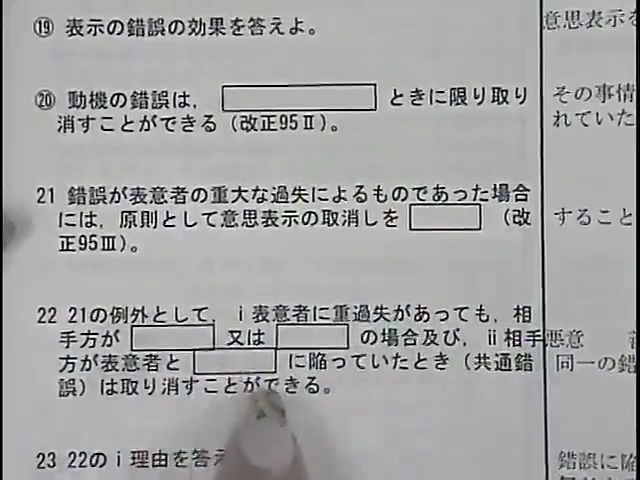 ⑲ 表示の錯誤の効果を答えよ。
意思表示を
⑳ 動機の錯誤は， ときに限り取り
消すことができる（改正95Ⅱ）。
その事情
れていた
21 錯誤が表意者の重大な過失によるものであった場合
には，原則として意思表示の取消しを （改
正95Ⅲ）。
すること
22 21の例外として，ⅰ表意者に重過失があっても，相
手方が 又は の場合及び，ⅱ相手
方が表意者と に陥っていたとき（共通錯
誤）は取り消すことができる。
悪意
同一の錯
23 22のⅰ理由を答え
錯誤に陥